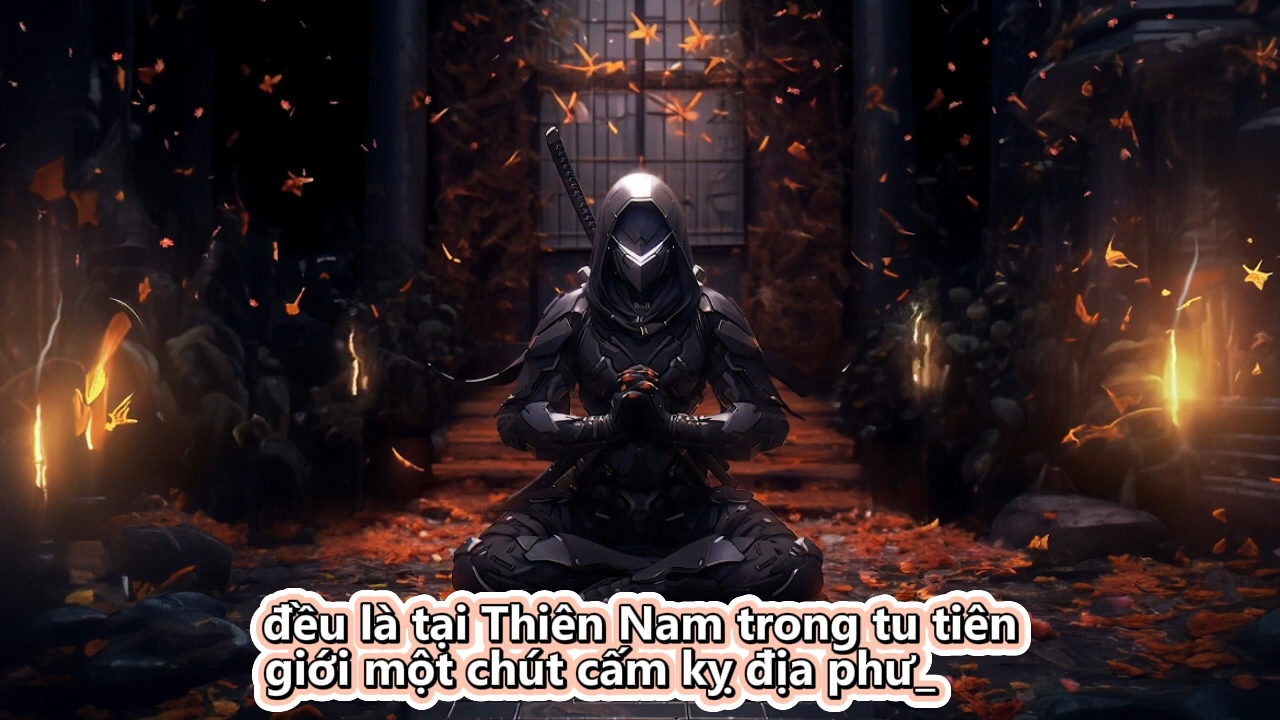 đều là tại Thiên Nam trong tu tiên
giới một chút cấm kỵ địa phư_